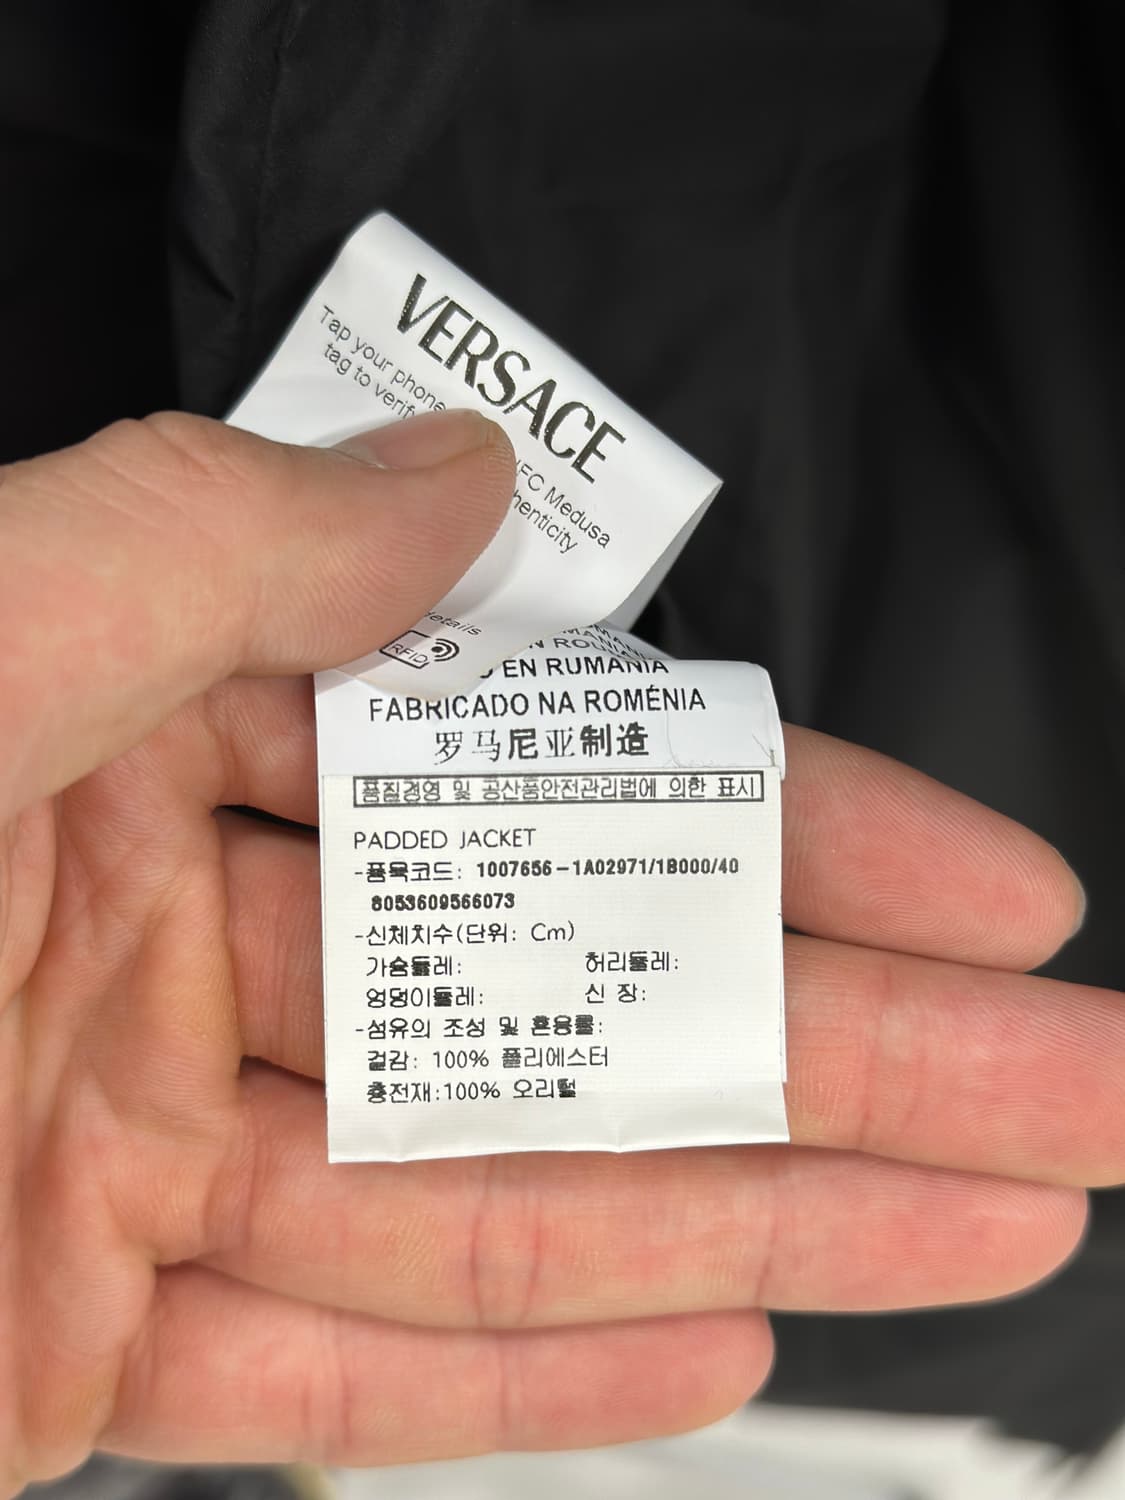 VERSACE
Tap your phone
tag to verify
NFC Medusa
details
RFID
EN RUMANIA
FABRICADO NA ROMÉNIA
罗马尼亚制造
품질경영 및 공산품안전관리법에 의한 표시
PADDED JACKET
-품목코드: 1007656-1A02971/1B000/40
8053609566073
-신체치수(단위: Cm)
가슴둘레: 허리둘레:
엉덩이둘레: 신 장:
-섬유의 조성 및 혼용률:
겉감: 100% 폴리에스터
충전재:100% 오리털